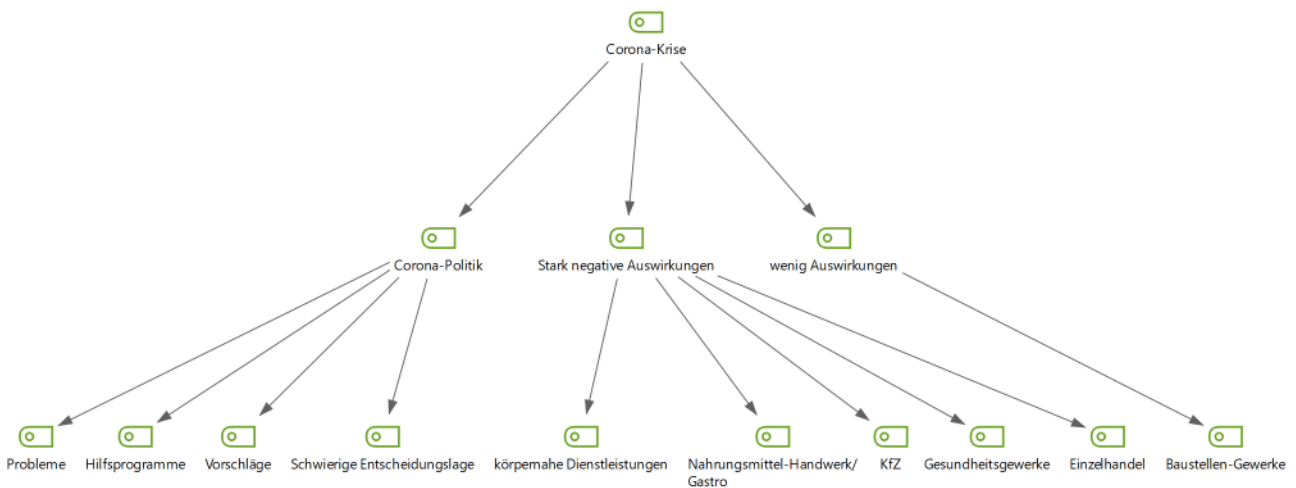 Corona-Krise
Corona-Politik
Stark negative Auswirkungen
wenig Auswirkungen
Probleme
Hilfsprogramme
Vorschläge
Schwierige Entscheidungslage
körpernahe Dienstleistungen
Nahrungsmittel-Handwerk/
Gastro
KfZ
Gesundheitsgewerke
Einzelhandel
Baustellen-Gewerke